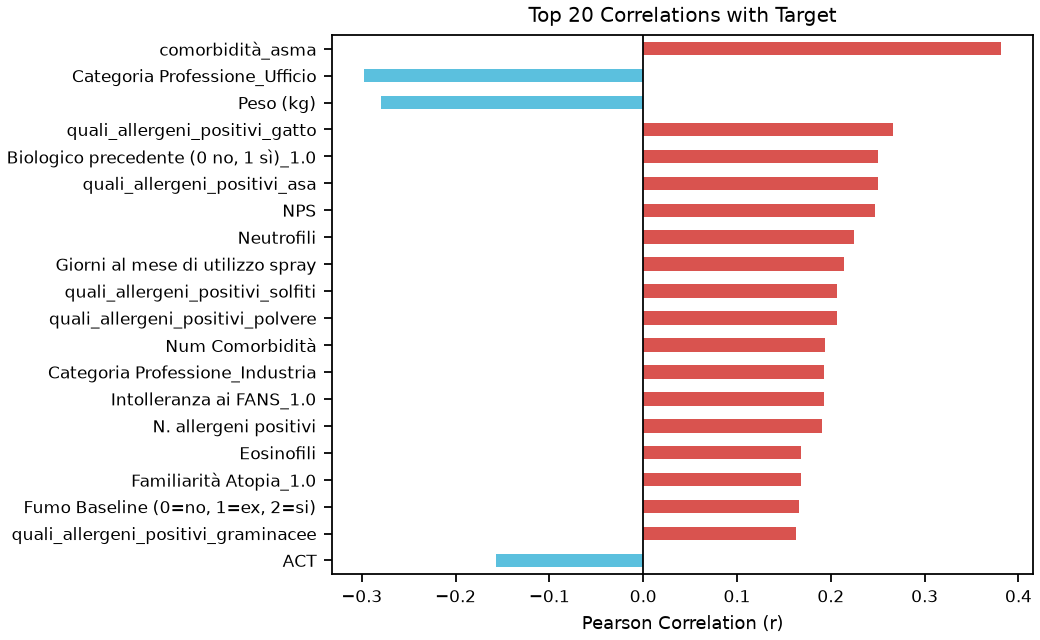 Top 20 Correlations with Target
comorbidità_asma
Categoria Professione_Ufficio
Peso (kg)
quali_allergeni_positivi_gatto
Biologico precedente (0 no, 1 sì)_1.0
quali_allergeni_positivi_asa
NPS
Neutrofili
Giorni al mese di utilizzo spray
quali_allergeni_positivi_solfiti
quali_allergeni_positivi_polvere
Num Comorbidità
Categoria Professione_Industria
Intolleranza ai FANS_1.0
N. allergeni positivi
Eosinofili
Familiarità Atopia_1.0
Fumo Baseline (0=no, 1=ex, 2=si)
quali_allergeni_positivi_graminacee
ACT
−0.3 −0.2 −0.1 0.0 0.1 0.2 0.3 0.4
Pearson Correlation (r)